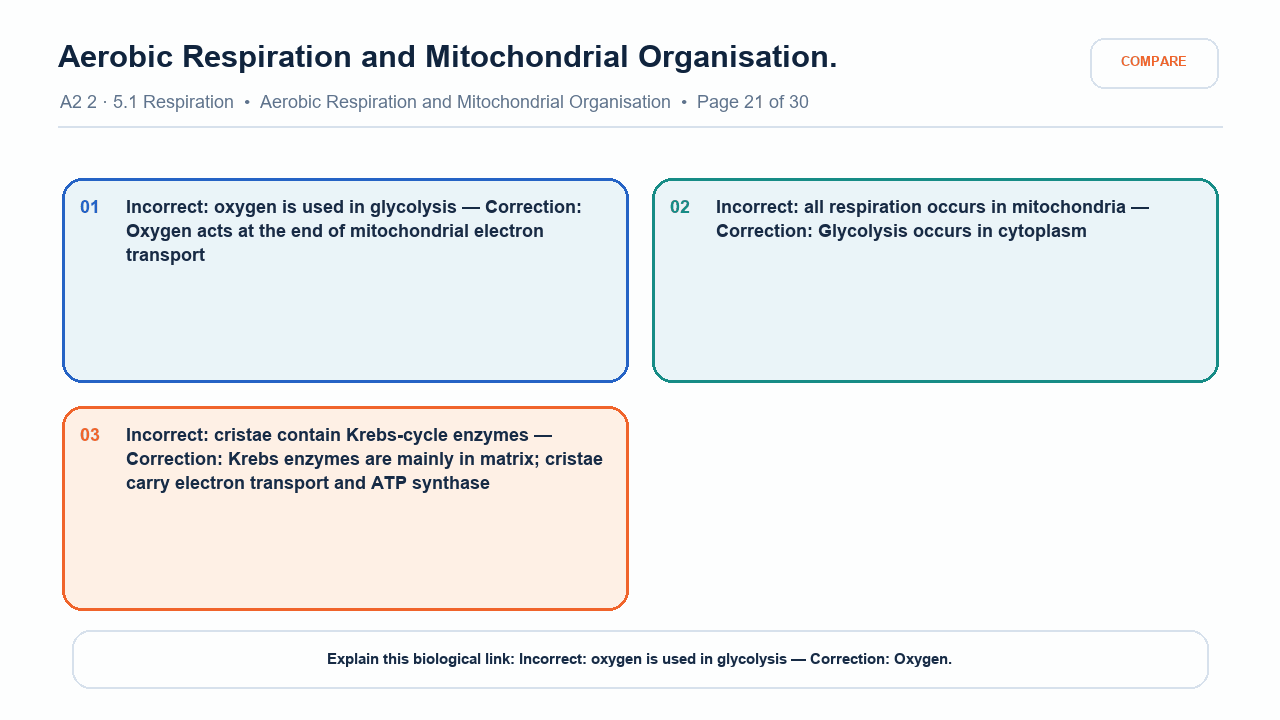 Aerobic Respiration and Mitochondrial Organisation.
COMPARE
A2 2 · 5.1 Respiration • Aerobic Respiration and Mitochondrial Organisation • Page 21 of 30
01
Incorrect: oxygen is used in glycolysis — Correction:
Oxygen acts at the end of mitochondrial electron
transport
02
Incorrect: all respiration occurs in mitochondria —
Correction: Glycolysis occurs in cytoplasm
03
Incorrect: cristae contain Krebs-cycle enzymes —
Correction: Krebs enzymes are mainly in matrix; cristae
carry electron transport and ATP synthase
Explain this biological link: Incorrect: oxygen is used in glycolysis — Correction: Oxygen.